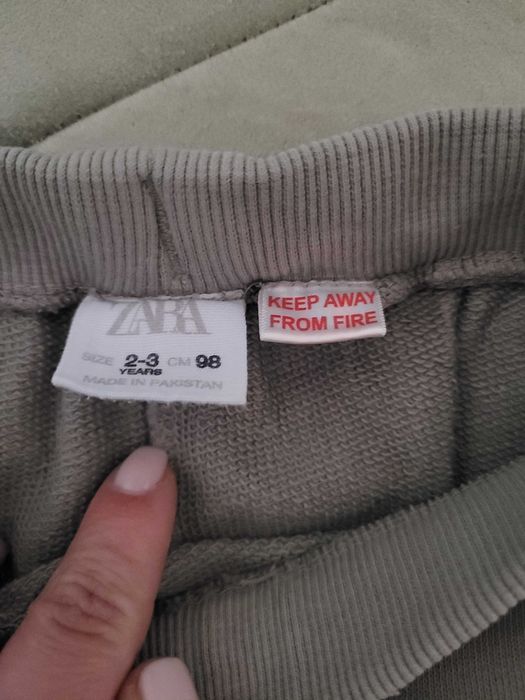 ZARA
SIZE 2-3 YEARS CM 98
MADE IN PAKISTAN
KEEP AWAY
FROM FIRE